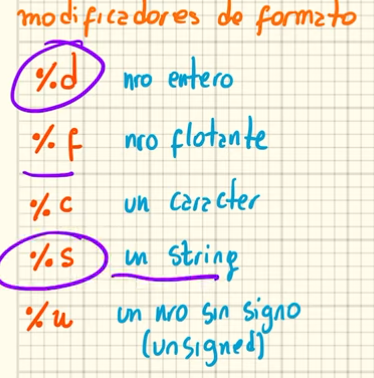 modificadores de formato
%d nro entero
%f nro flotante
%c un caracter
%s un string
%u un nro sin signo
(unsigned)